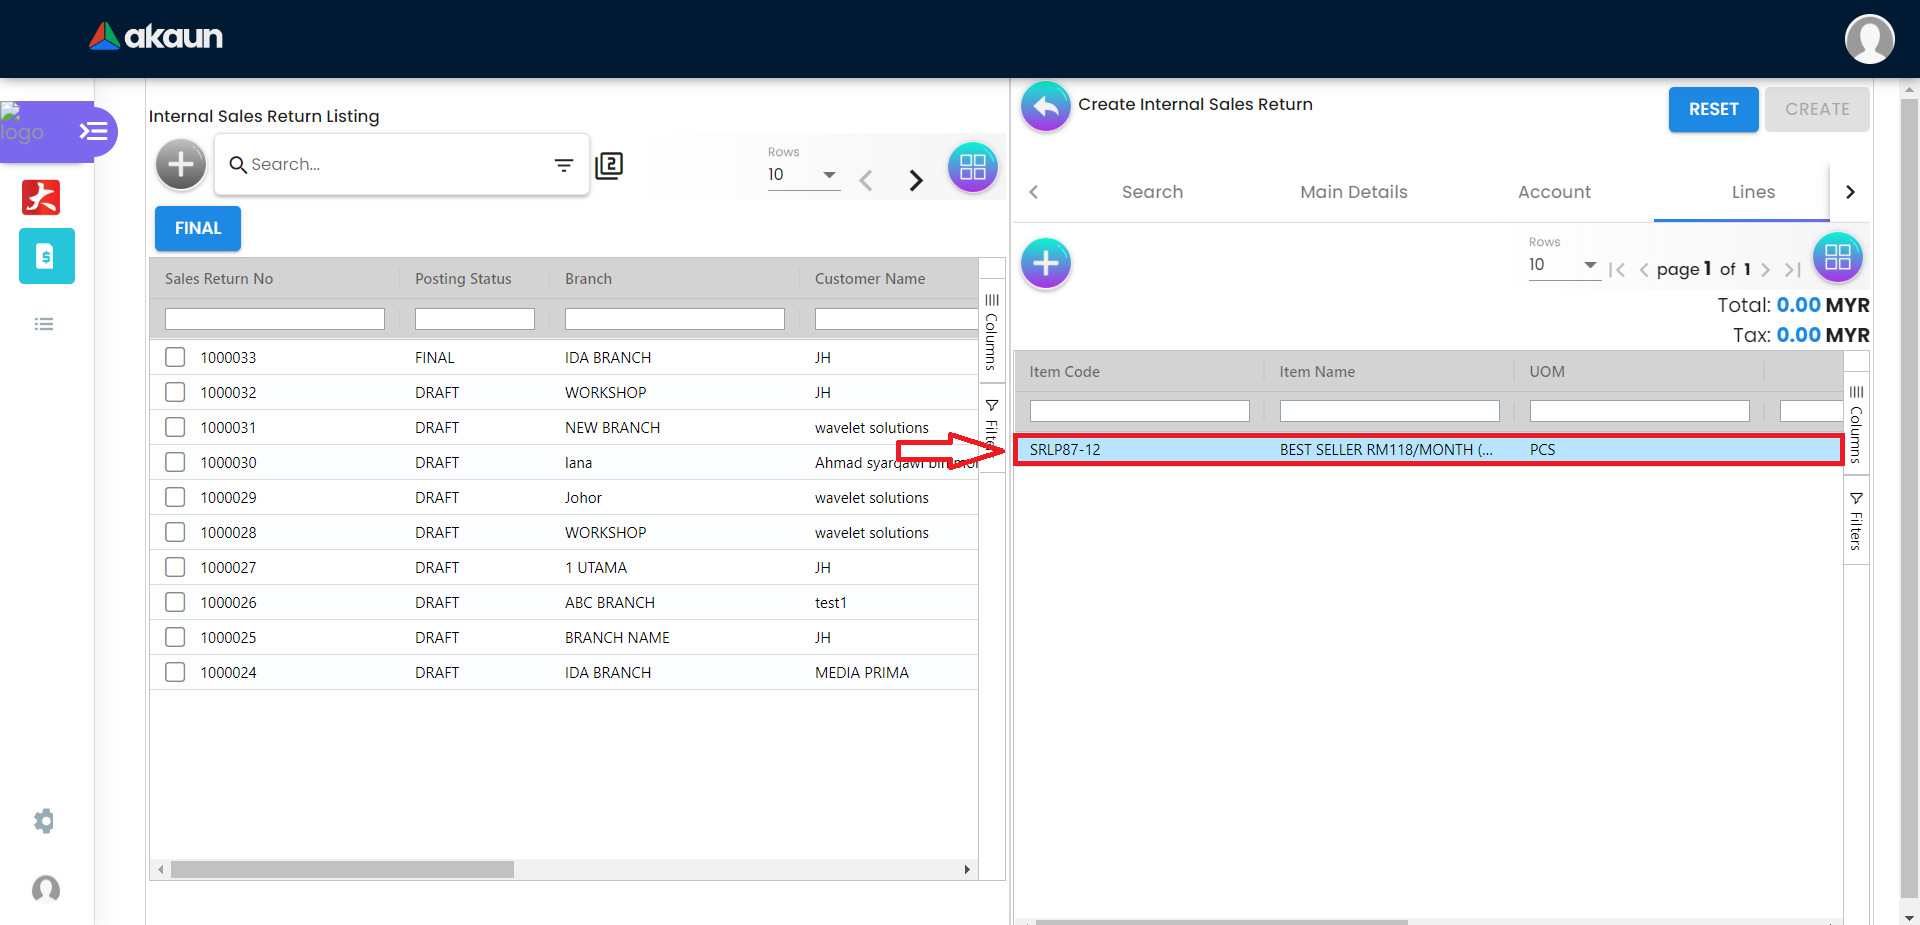 akaun
logo
Internal Sales Return Listing
Search...
2
Rows
10
FINAL
Sales Return No Posting Status Branch Customer Name
1000033 FINAL IDA BRANCH JH
1000032 DRAFT WORKSHOP JH
1000031 DRAFT NEW BRANCH wavelet solutions
1000030 DRAFT lana Ahmad syarqawi bin
1000029 DRAFT Johor wavelet solutions
1000028 DRAFT WORKSHOP wavelet solutions
1000027 DRAFT 1 UTAMA JH
1000026 DRAFT ABC BRANCH test1
1000025 DRAFT BRANCH NAME JH
1000024 DRAFT IDA BRANCH MEDIA PRIMA
Columns
Create Internal Sales Return
RESET CREATE
Search Main Details Account Lines
Rows
10
page 1 of 1
Total: 0.00 MYR
Tax: 0.00 MYR
Item Code Item Name UOM
SRLP87-12 BEST SELLER RM118/MONTH (... PCS
Columns
Filters